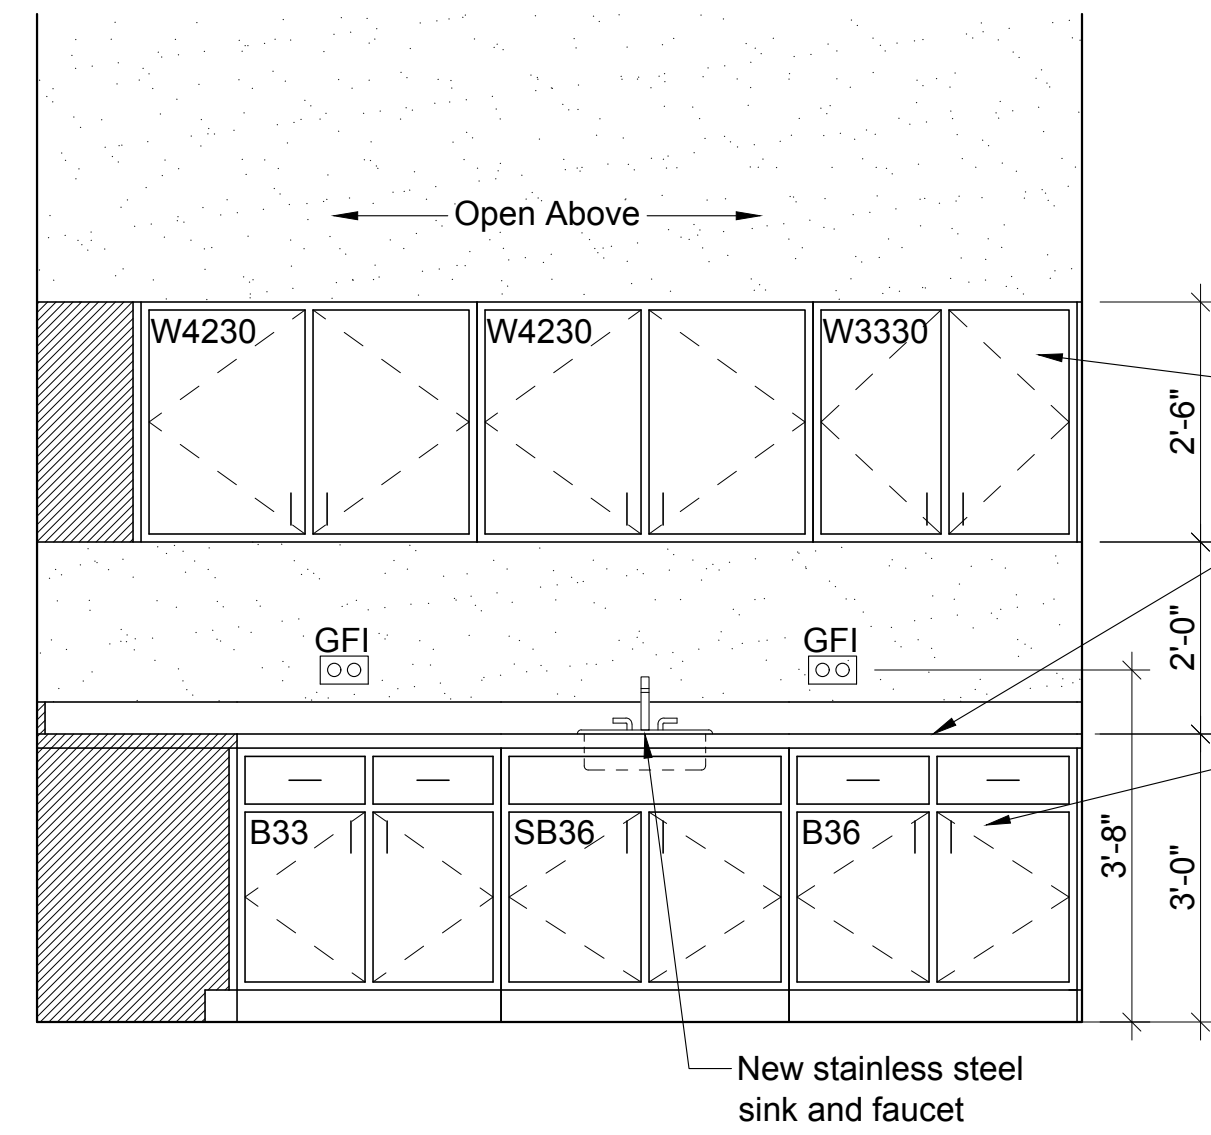 Open Above
W4230
W4230
W3330
2'-6"
GFI
GFI
2'-0"
B33
SB36
B36
3'-8"
3'-0"
New stainless steel
sink and faucet